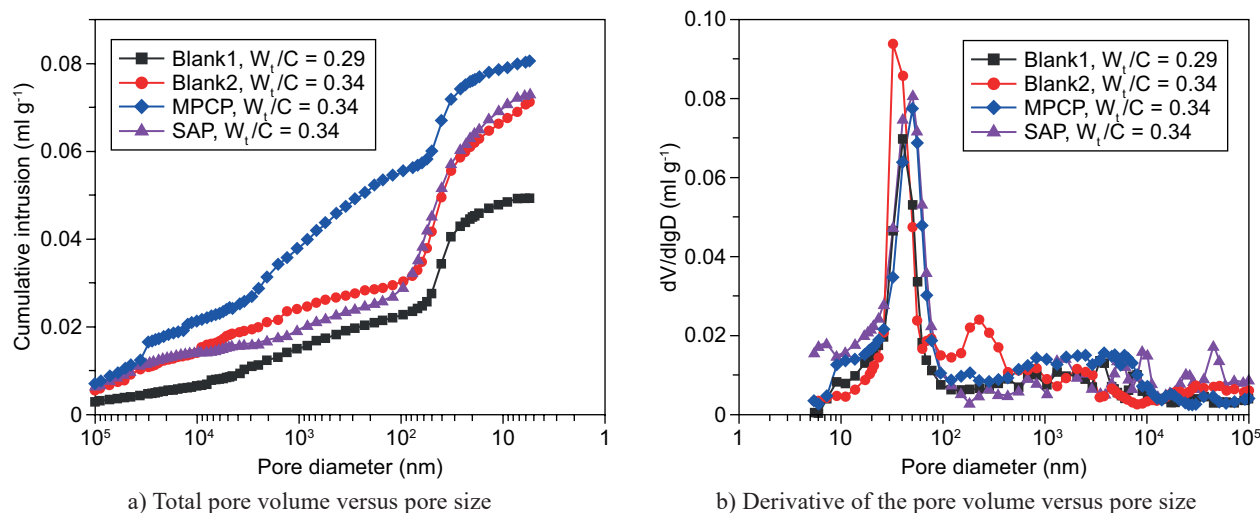 0.08
0.06
0.04
0.02
0
Cumulative intrusion (ml g⁻¹)
Blank1, Wₜ/C = 0.29
Blank2, Wₜ/C = 0.34
MPCP, Wₜ/C = 0.34
SAP, Wₜ/C = 0.34
10⁵ 10⁴ 10³ 10² 10 1
Pore diameter (nm)
a) Total pore volume versus pore size
0.10
0.08
0.06
0.04
0.02
0
dV/dlgD (ml g⁻¹)
Blank1, Wₜ/C = 0.29
Blank2, Wₜ/C = 0.34
MPCP, Wₜ/C = 0.34
SAP, Wₜ/C = 0.34
1 10 10² 10³ 10⁴ 10⁵
Pore diameter (nm)
b) Derivative of the pore volume versus pore size